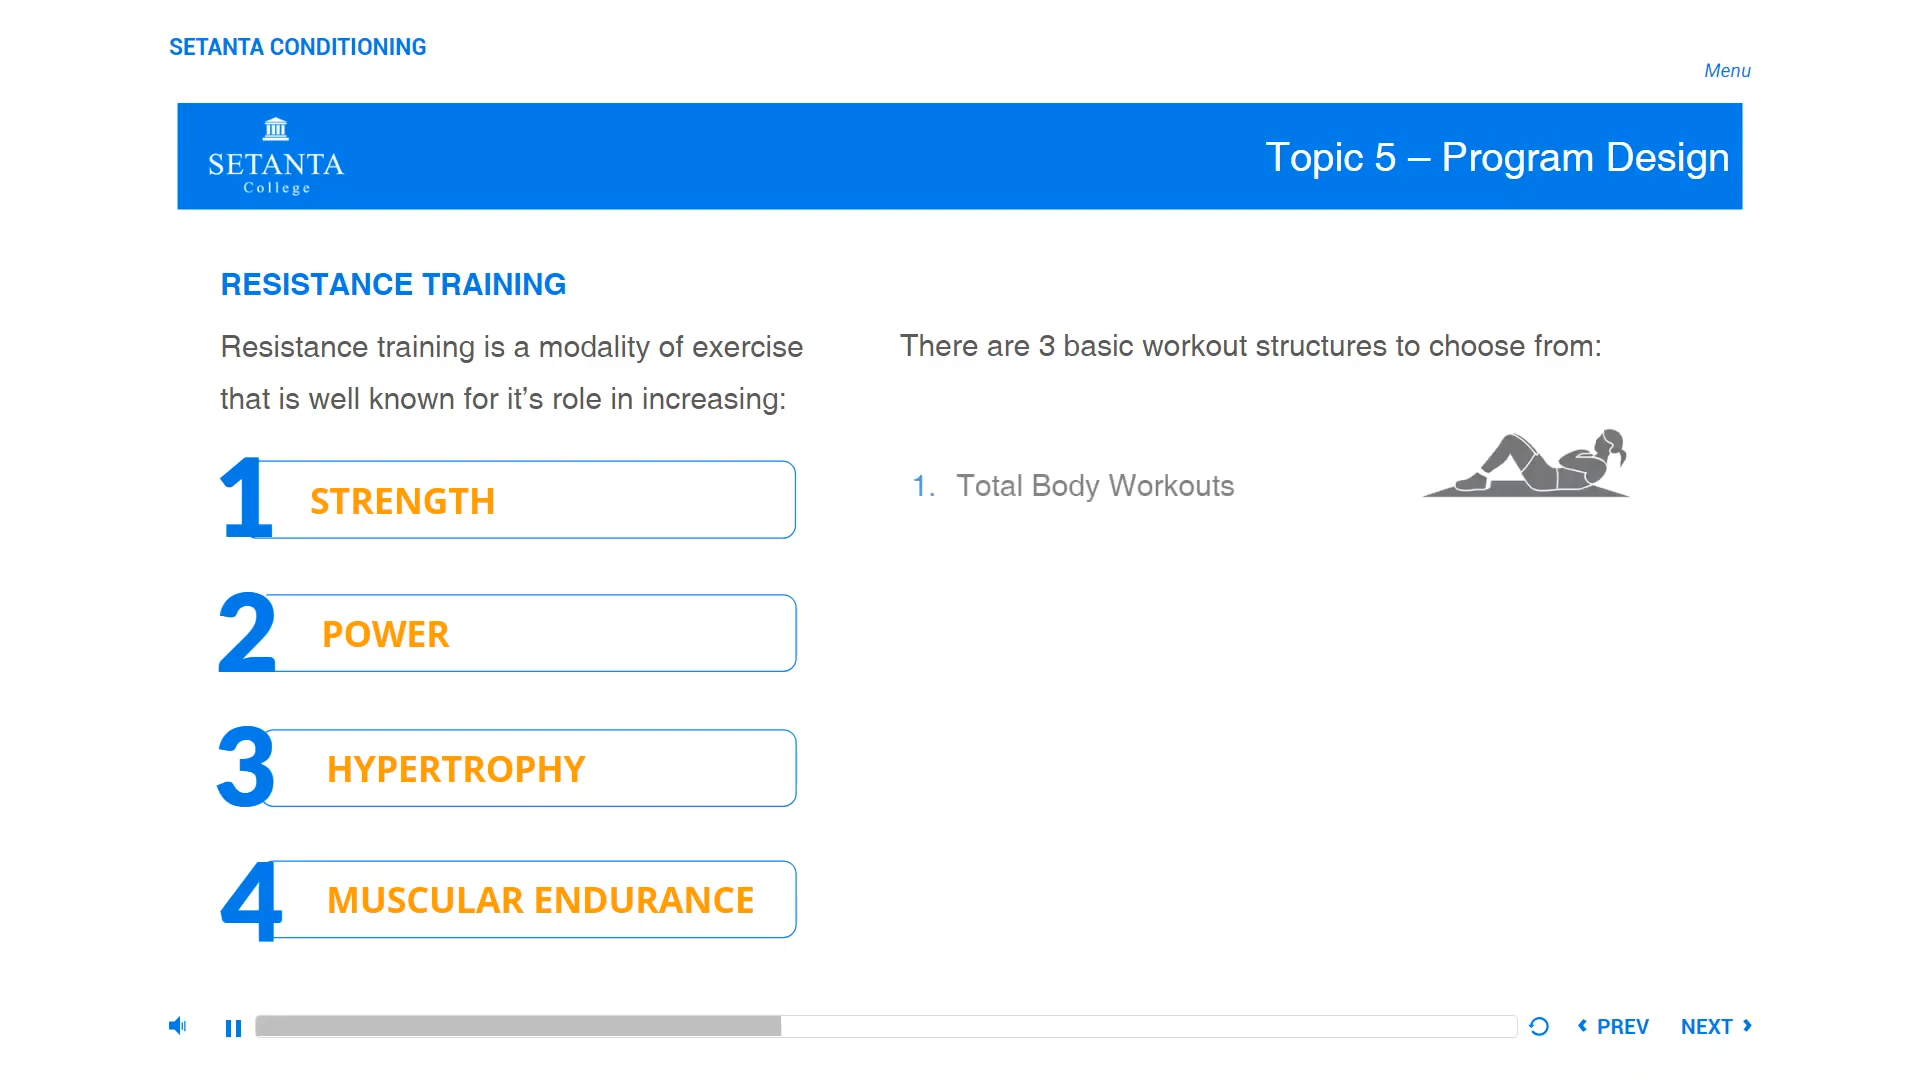 SETANTA CONDITIONING
Menu
SETANTA
College
Topic 5 – Program Design
RESISTANCE TRAINING
Resistance training is a modality of exercise
that is well known for it’s role in increasing:
1 STRENGTH
2 POWER
3 HYPERTROPHY
4 MUSCULAR ENDURANCE
There are 3 basic workout structures to choose from:
1. Total Body Workouts
PREV
NEXT